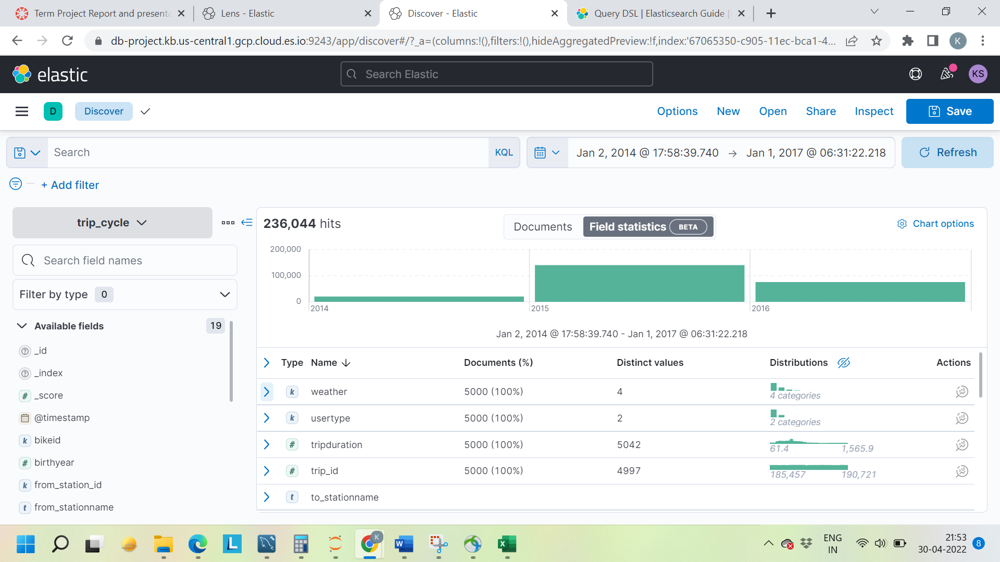 Term Project Report and presenta
Lens - Elastic
Discover - Elastic
Query DSL | Elasticsearch Guide [
db-project.kb.us-central1.gcp.cloud.es.io:9243/app/discover#/?_a=(columns:!(),filters:!(),hideAggregatedPreview:!f,index:'67065350-c905-11ec-bca1-4...
K
elastic
Search Elastic
KS
D
Discover
Options
New
Open
Share
Inspect
Save
Search
KQL
Jan 2, 2014 @ 17:58:39.740 → Jan 1, 2017 @ 06:31:22.218
Refresh
+ Add filter
trip_cycle
Search field names
Filter by type 0
Available fields 19
_id
_index
# _score
@timestamp
k bikeid
# birthyear
k from_station_id
t from_stationname
236,044 hits
Documents
Field statistics BETA
Chart options
200,000
100,000
0
2014
2015
2016
Jan 2, 2014 @ 17:58:39.740 - Jan 1, 2017 @ 06:31:22.218
Type Name Documents (%) Distinct values Distributions Actions
k weather 5000 (100%) 4 4 categories
k usertype 5000 (100%) 2 2 categories
# tripduration 5000 (100%) 5042 61.4 1,565.9
# trip_id 5000 (100%) 4997 185,457 190,721
t to_stationname
L
K
W
X
ENG
IN
21:53
30-04-2022
8